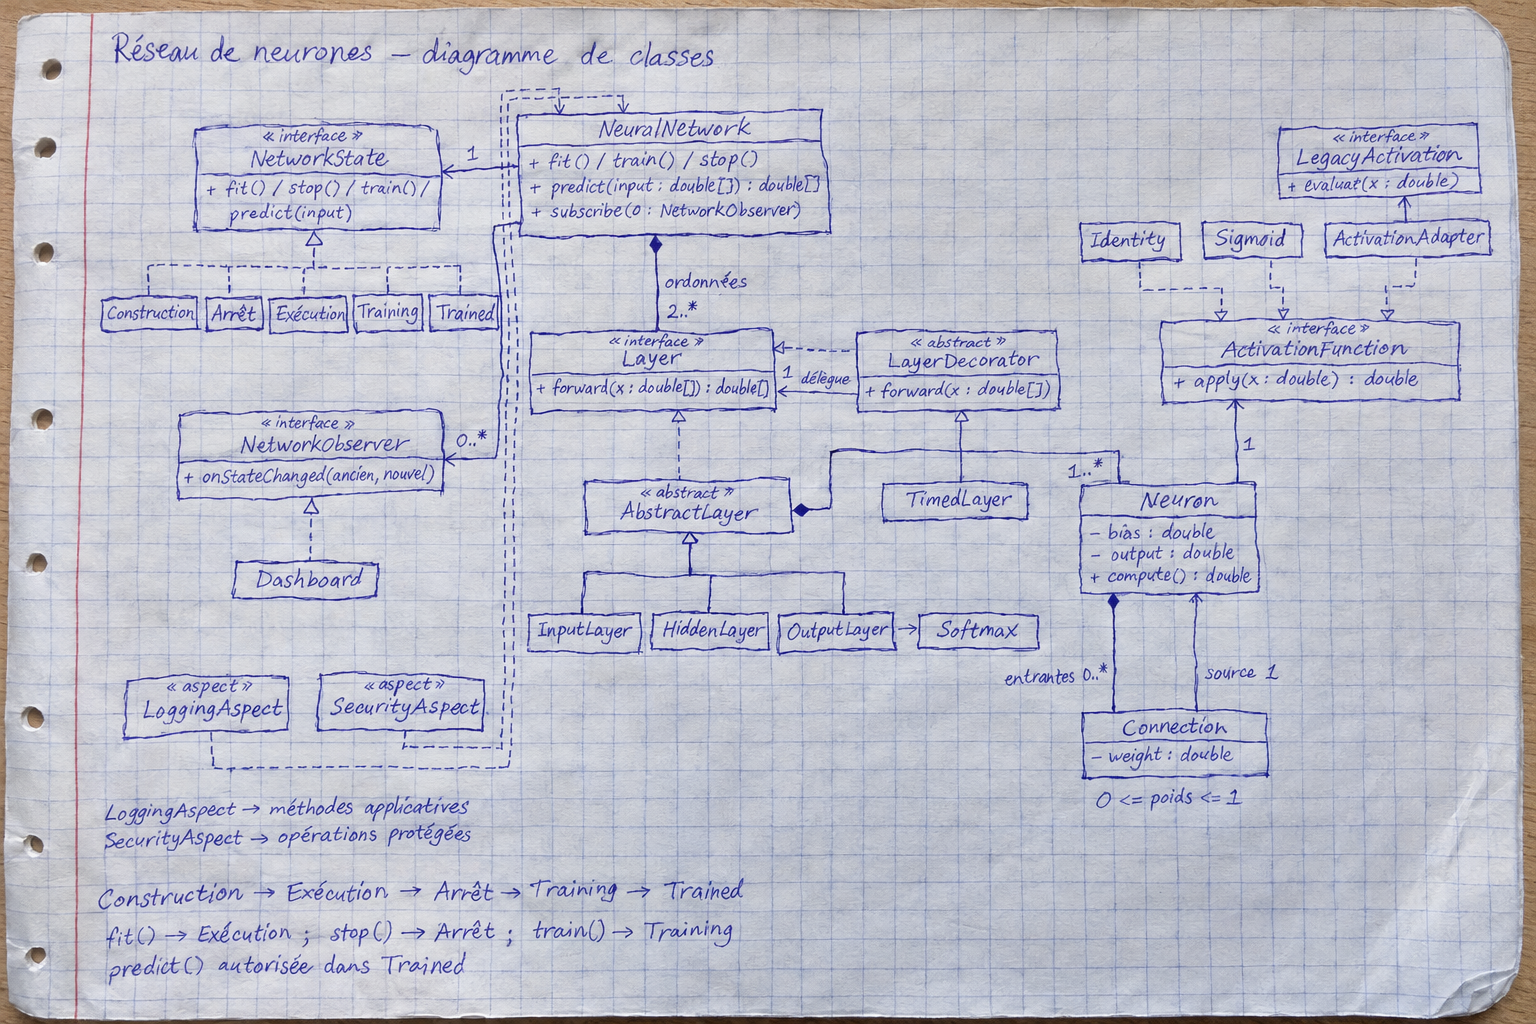 Réseau de neurones – diagramme de classes
« interface »
NetworkState
+ fit() / stop() / train() /
predict(input)
1
NeuralNetwork
+ fit() / train() / stop()
+ predict(input : double[]) : double[]
+ subscribe(o : NetworkObserver)
« interface »
LegacyActivation
+ evaluat(x : double)
Identity
Sigmoid
ActivationAdapter
Construction
Arrêt
Exécution
Training
Trained
ordonnées
2..*
« interface »
Layer
+ forward(x : double[]) : double[]
1 délègue
« abstract »
LayerDecorator
+ forward(x : double[])
« interface »
ActivationFunction
+ apply(x : double) : double
1
« interface »
NetworkObserver
+ onStateChanged(ancien, nouvel)
0..*
« abstract »
AbstractLayer
TimedLayer
1..*
Neuron
– bias : double
– output : double
+ compute() : double
Dashboard
InputLayer
HiddenLayer
OutputLayer
Softmax
entrantes 0..*
source 1
« aspect »
LoggingAspect
« aspect »
SecurityAspect
Connection
– weight : double
0 <= poids <= 1
LoggingAspect → méthodes applicatives
SecurityAspect → opérations protégées
Construction → Exécution → Arrêt → Training → Trained
fit() → Exécution ; stop() → Arrêt ; train() → Training
predict() autorisée dans Trained